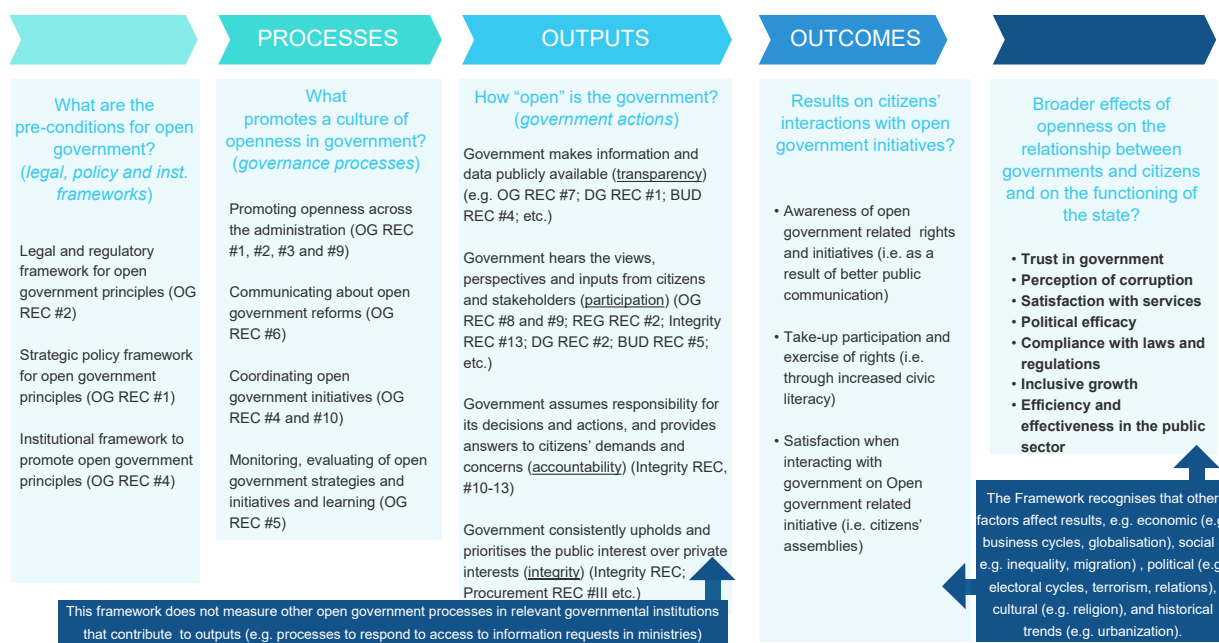 PROCESSES
OUTPUTS
OUTCOMES
What are the
pre-conditions for open
government?
(legal, policy and inst.
frameworks)
Legal and regulatory
framework for open
government principles (OG
REC #2)
Strategic policy framework
for open government
principles (OG REC #1)
Institutional framework to
promote open government
principles (OG REC #4)
What
promotes a culture of
openness in government?
(governance processes)
Promoting openness across
the administration (OG REC
#1, #2, #3 and #9)
Communicating about open
government reforms (OG
REC #6)
Coordinating open
government initiatives (OG
REC #4 and #10)
Monitoring, evaluating of open
government strategies and
initiatives and learning (OG
REC #5)
How “open” is the government?
(government actions)
Government makes information and
data publicly available (transparency)
(e.g. OG REC #7; DG REC #1; BUD
REC #4; etc.)
Government hears the views,
perspectives and inputs from citizens
and stakeholders (participation) (OG
REC #8 and #9; REG REC #2; Integrity
REC #13; DG REC #2; BUD REC #5;
etc.)
Government assumes responsibility for
its decisions and actions, and provides
answers to citizens’ demands and
concerns (accountability) (Integrity REC,
#10-13)
Government consistently upholds and
prioritises the public interest over private
interests (integrity) (Integrity REC;
Procurement REC #III etc.)
Results on citizens’
interactions with open
government initiatives?
• Awareness of open
government related rights
and initiatives (i.e. as a
result of better public
communication)
• Take-up participation and
exercise of rights (i.e.
through increased civic
literacy)
• Satisfaction when
interacting with
government on Open
government related
initiative (i.e. citizens’
assemblies)
Broader effects of
openness on the
relationship between
governments and citizens
and on the functioning of
the state?
• Trust in government
• Perception of corruption
• Satisfaction with services
• Political efficacy
• Compliance with laws and
regulations
• Inclusive growth
• Efficiency and
effectiveness in the public
sector
This framework does not measure other open government processes in relevant governmental institutions
that contribute to outputs (e.g. processes to respond to access to information requests in ministries)
The Framework recognises that other
factors affect results, e.g. economic (e.g
business cycles, globalisation), social
e.g. inequality, migration) , political (e.g
electoral cycles, terrorism, relations),
cultural (e.g. religion), and historical
trends (e.g. urbanization).